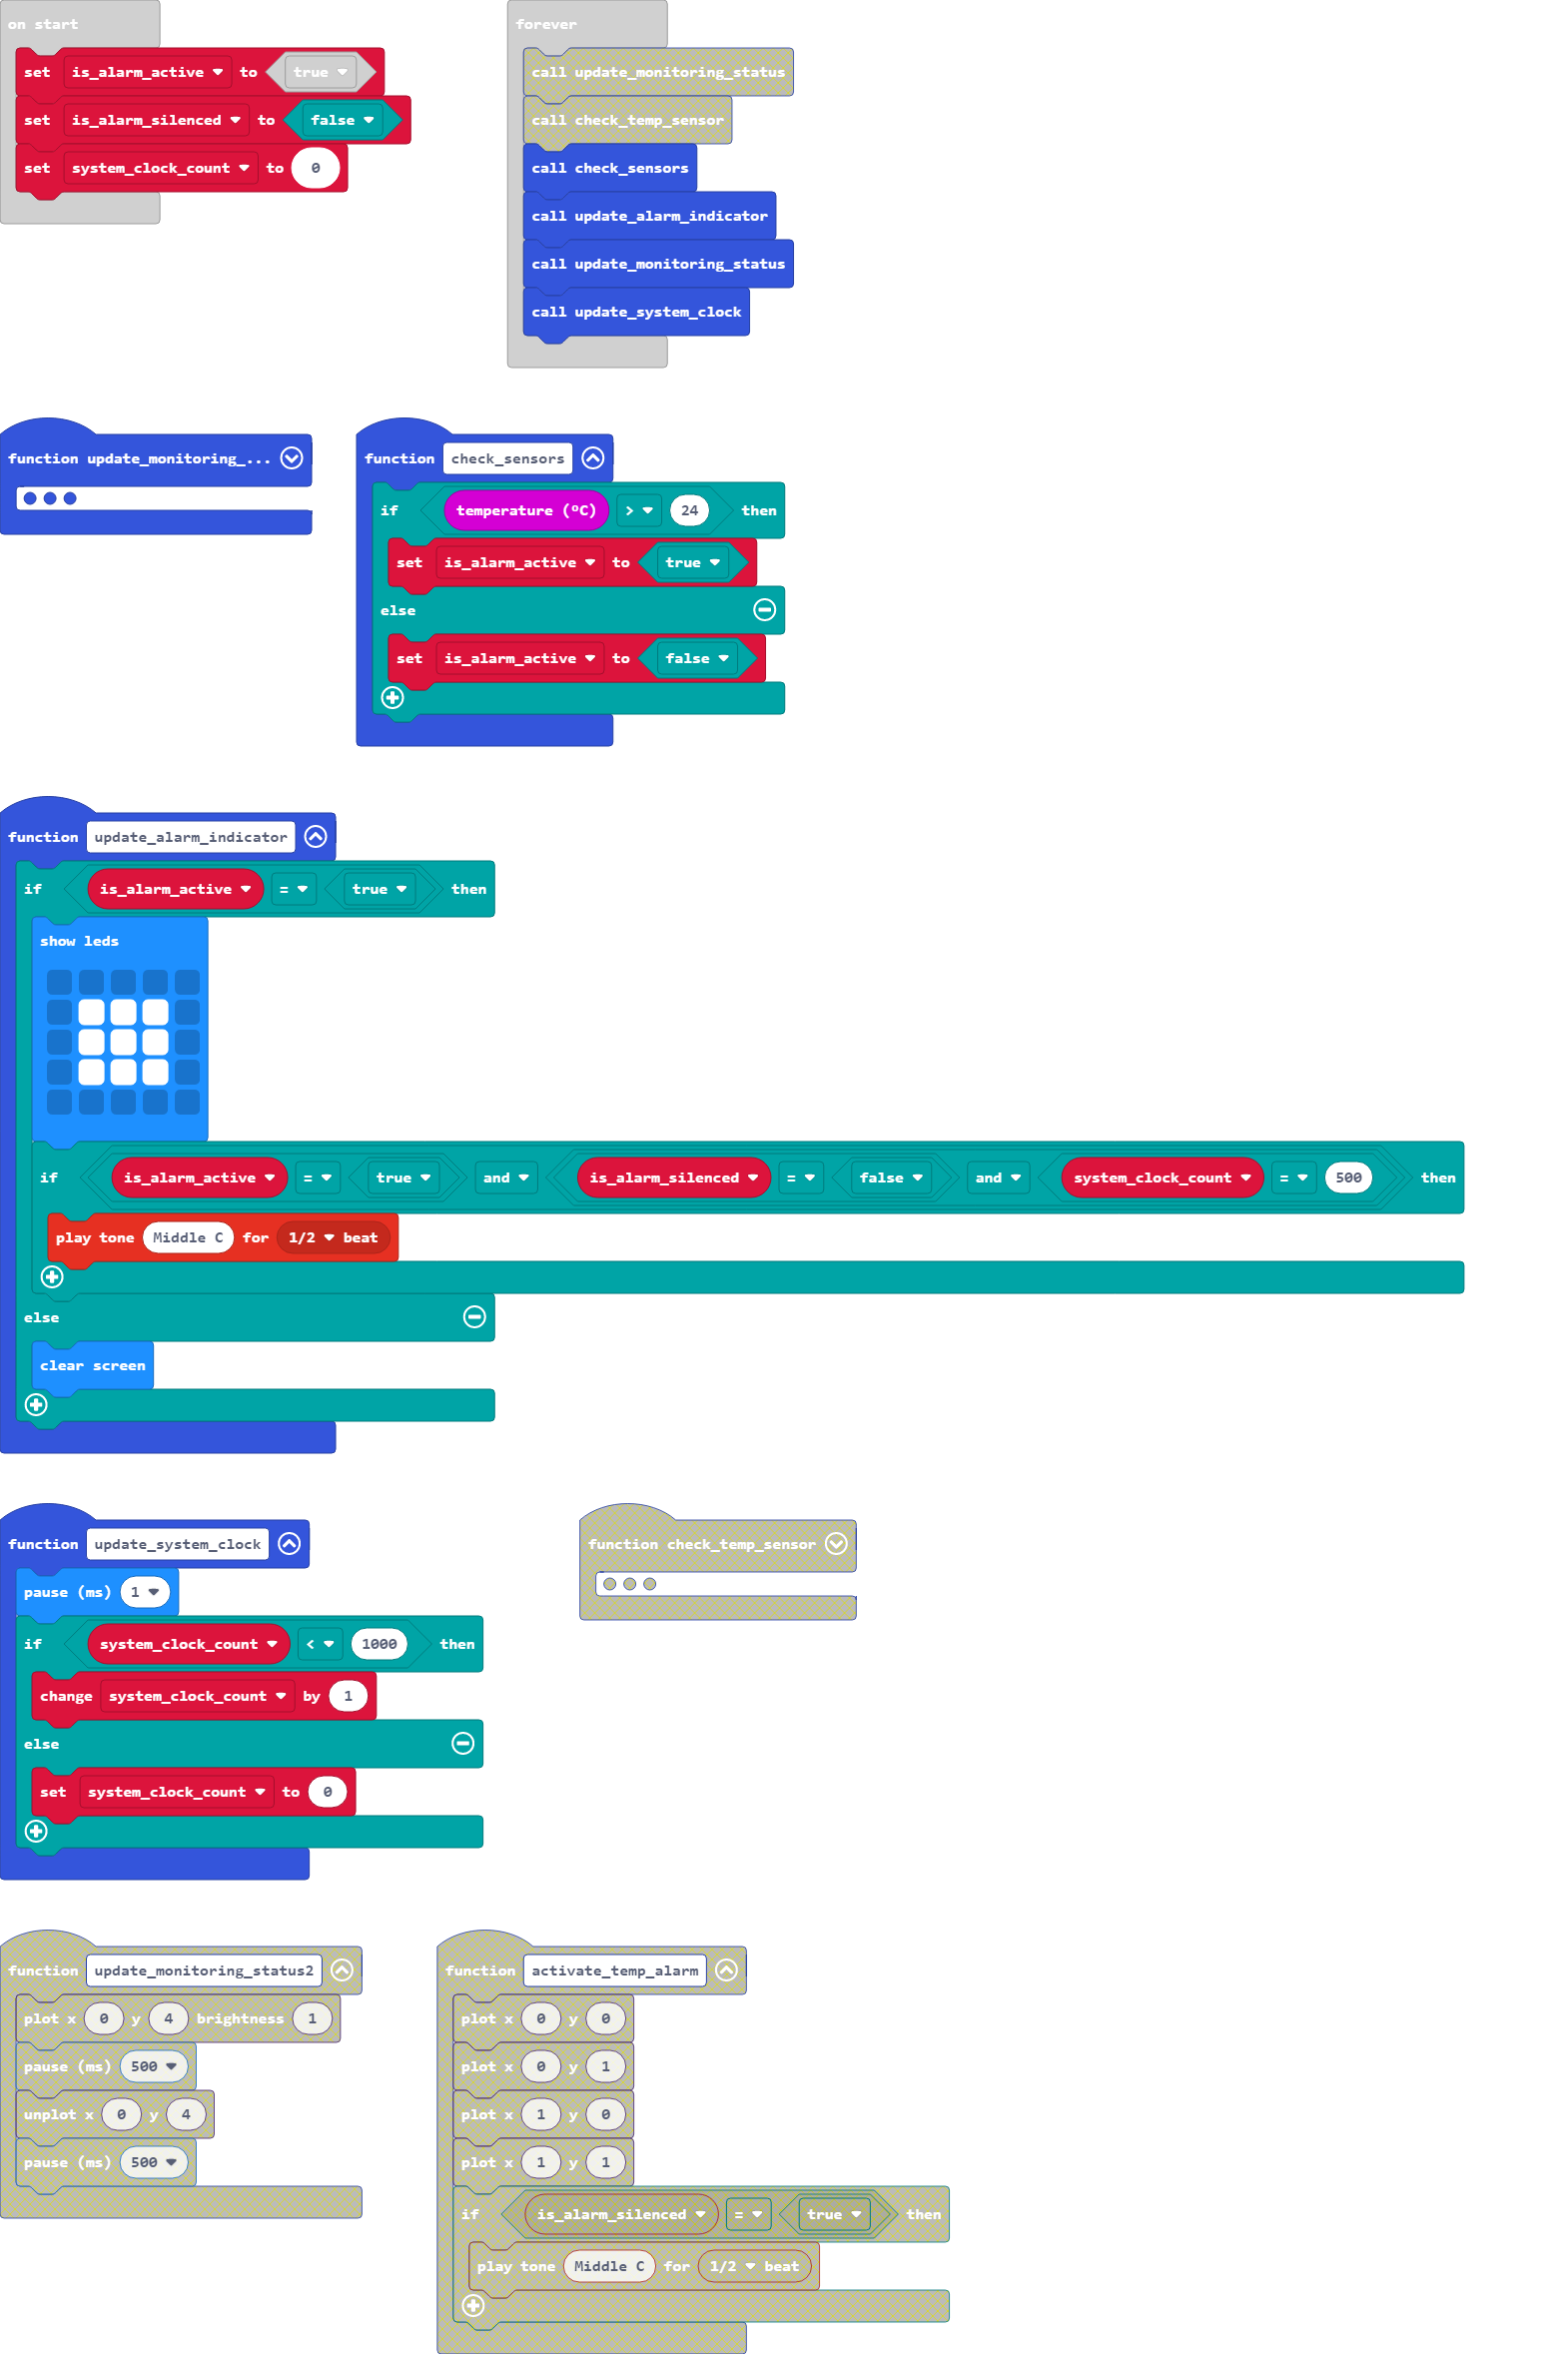 on start
set is_alarm_active to true
set is_alarm_silenced to false
set system_clock_count to 0
forever
call update_monitoring_status
call check_temp_sensor
call check_sensors
call update_alarm_indicator
call update_monitoring_status
call update_system_clock
function update_monitoring_...
function check_sensors
if temperature (°C) > 24 then
set is_alarm_active to true
else
set is_alarm_active to false
function update_alarm_indicator
if is_alarm_active = true then
show leds
if is_alarm_active = true and is_alarm_silenced = false and system_clock_count = 500 then
play tone Middle C for 1/2 beat
else
clear screen
function update_system_clock
pause (ms) 1
if system_clock_count < 1000 then
change system_clock_count by 1
else
set system_clock_count to 0
function check_temp_sensor
function update_monitoring_status2
plot x 0 y 4 brightness 1
pause (ms) 500
unplot x 0 y 4
pause (ms) 500
function activate_temp_alarm
plot x 0 y 0
plot x 0 y 1
plot x 1 y 0
plot x 1 y 1
if is_alarm_silenced = true then
play tone Middle C for 1/2 beat